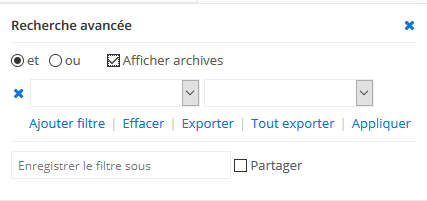 Recherche avancée
et ou Afficher archives
Ajouter filtre | Effacer | Exporter | Tout exporter | Appliquer
Enregistrer le filtre sous Partager